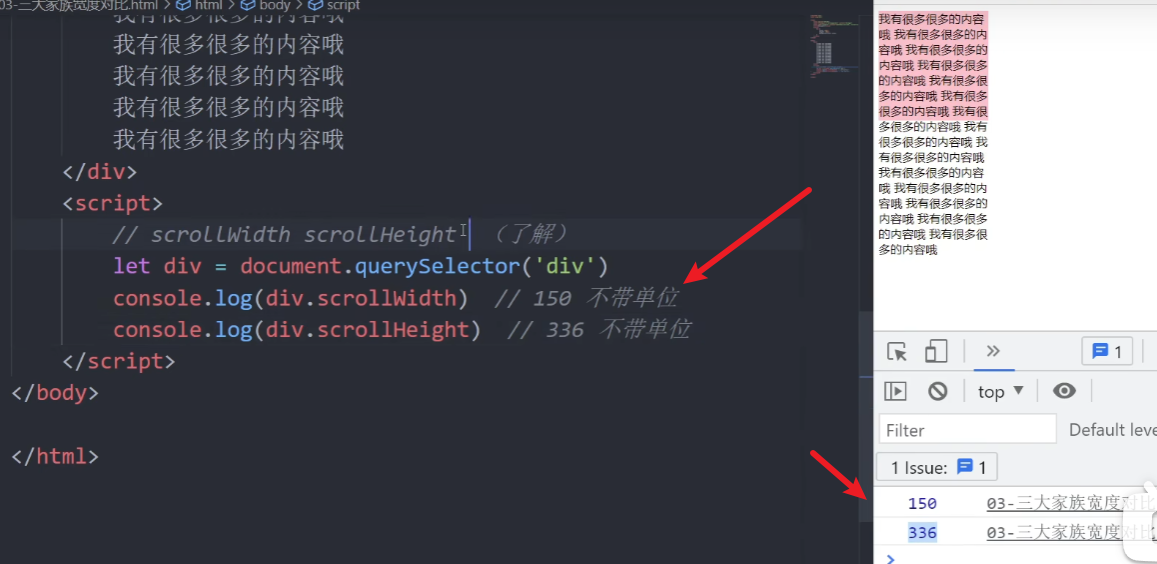 03-三大家族宽度对比.html > html > body > script
我有很多很多的内容哦
我有很多很多的内容哦
我有很多很多的内容哦
我有很多很多的内容哦
我有很多很多的内容哦
</div>
<script>
// scrollWidth scrollHeight （了解）
let div = document.querySelector('div')
console.log(div.scrollWidth) // 150 不带单位
console.log(div.scrollHeight) // 336 不带单位
</script>
</body>
</html>
我有很多很多的内容
哦 我有很多很多的内
容哦 我有很多很多的
内容哦 我有很多很多
的内容哦 我有很多很
多的内容哦 我有很多
很多的内容哦 我有很
多很多的内容哦 我有
很多很多的内容哦 我
有很多很多的内容哦
我有很多很多的内容
哦 我有很多很多的内
容哦 我有很多很多的
内容哦 我有很多很多
的内容哦 我有很多很
多的内容哦
1
top
Filter
Default leve
1 Issue: 1
150 03-三大家族宽度对比
336 03-三大家族宽度对比